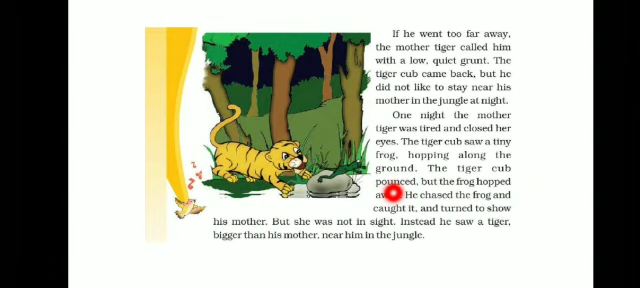 If he went too far away,
the mother tiger called him
with a low, quiet grunt. The
tiger cub came back, but he
did not like to stay near his
mother in the jungle at night.
One night the mother
tiger was tired and closed her
eyes. The tiger cub saw a tiny
frog, hopping along the
ground. The tiger cub
pounced, but the frog hopped
He chased the frog and
caught it, and turned to show
his mother. But she was not in sight. Instead he saw a tiger,
bigger than his mother, near him in the jungle.